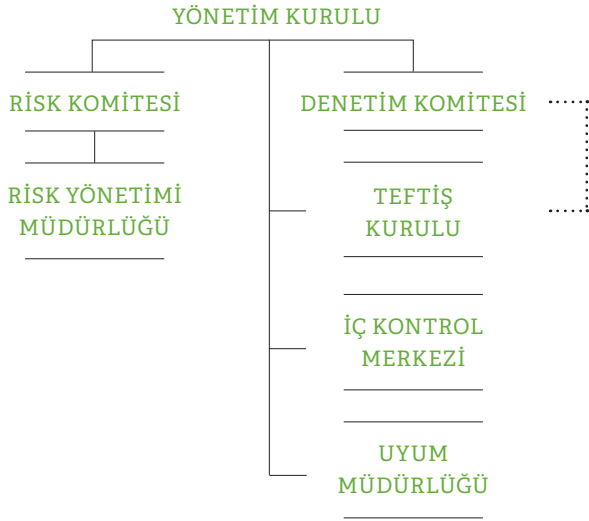 YÖNETİM KURULU
RİSK KOMİTESİ
DENETİM KOMİTESİ
RİSK YÖNETİMİ
MÜDÜRLÜĞÜ
TEFTİŞ
KURULU
İÇ KONTROL
MERKEZİ
UYUM
MÜDÜRLÜĞÜ